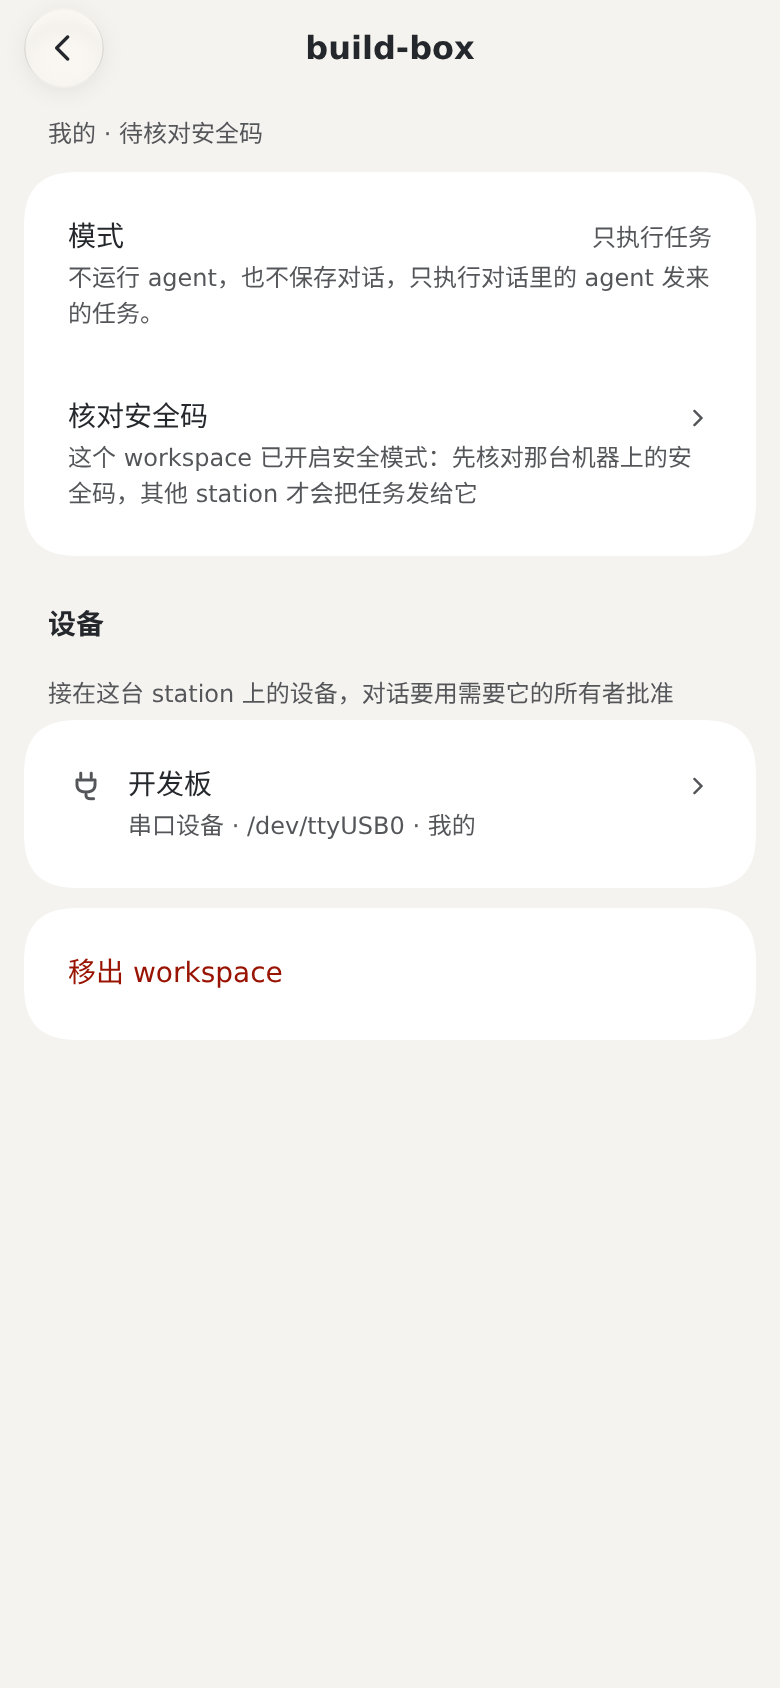 build-box
我的 · 待核对安全码
模式
只执行任务
不运行 agent，也不保存对话，只执行对话里的 agent 发来
的任务。
核对安全码
这个 workspace 已开启安全模式：先核对那台机器上的安
全码，其他 station 才会把任务发给它
设备
接在这台 station 上的设备，对话要用需要它的所有者批准
开发板
串口设备 · /dev/ttyUSB0 · 我的
移出 workspace